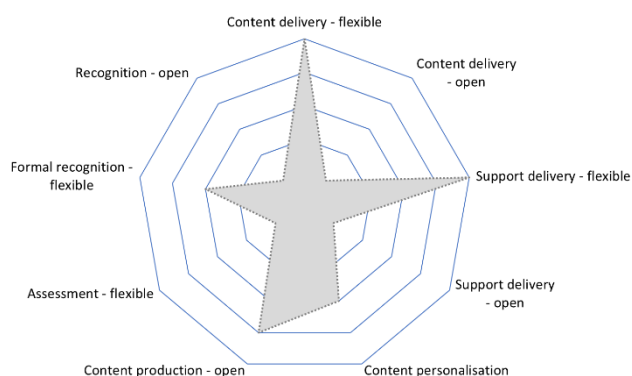 Content delivery – flexible
Content delivery
- open
Support delivery - flexible
Support delivery
- open
Content personalisation
Content production - open
Assessment - flexible
Formal recognition -
flexible
Recognition - open